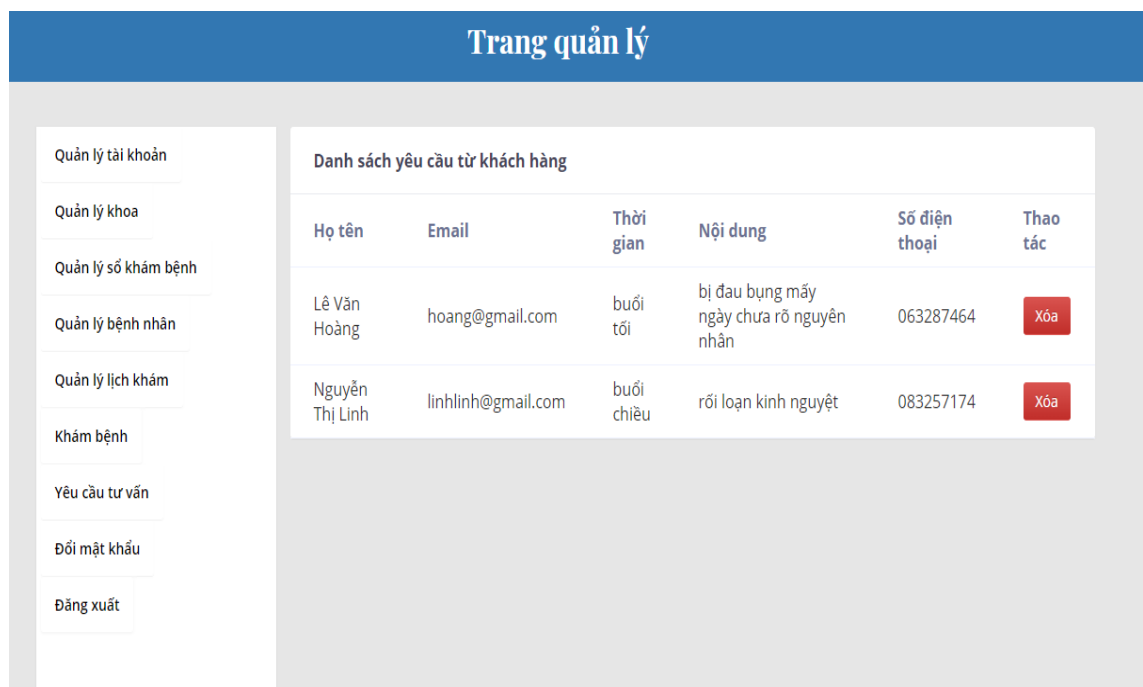 Trang quản lý
Quản lý tài khoản
Quản lý khoa
Quản lý sổ khám bệnh
Quản lý bệnh nhân
Quản lý lịch khám
Khám bệnh
Yêu cầu tư vấn
Đổi mật khẩu
Đăng xuất
Danh sách yêu cầu từ khách hàng
Họ tên Email Thời gian Nội dung Số điện thoại Thao tác
Lê Văn Hoàng hoang@gmail.com buổi tối bị đau bụng mấy ngày chưa rõ nguyên nhân 063287464 Xóa
Nguyễn Thị Linh linhlinh@gmail.com buổi chiều rối loạn kinh nguyệt 083257174 Xóa